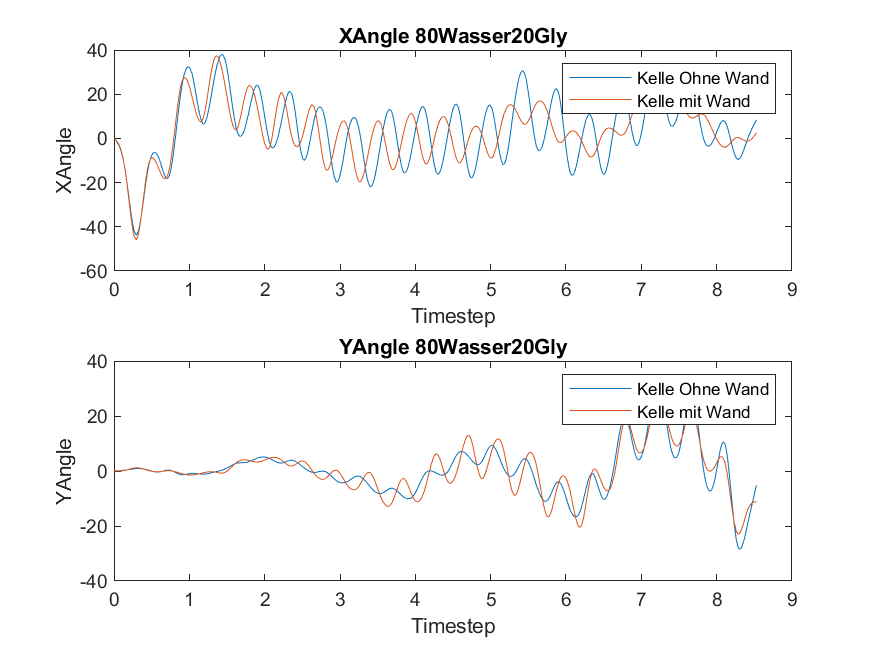 XAngle 80Wasser20Gly
40
20
0
-20
-40
-60
XAngle
Kelle Ohne Wand
Kelle mit Wand
0 1 2 3 4 5 6 7 8 9
Timestep
YAngle 80Wasser20Gly
40
20
0
-20
-40
YAngle
Kelle Ohne Wand
Kelle mit Wand
0 1 2 3 4 5 6 7 8 9
Timestep